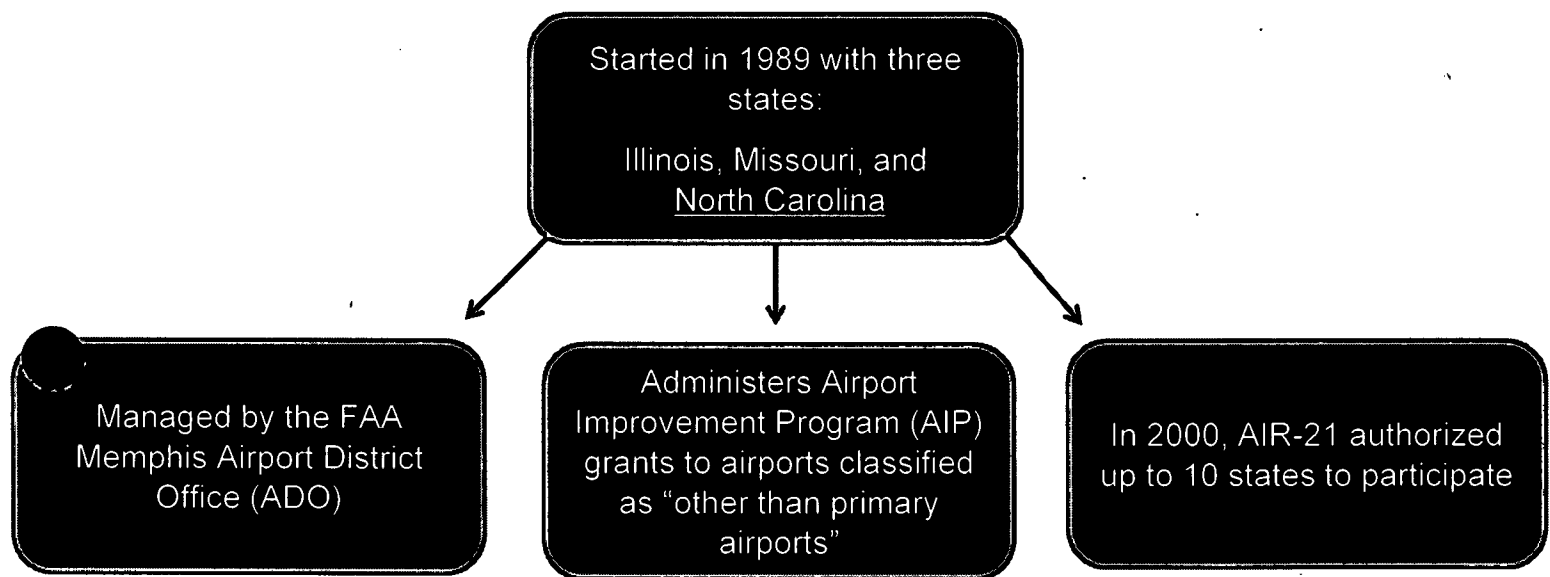 Started in 1989 with three
states:
Illinois, Missouri, and
North Carolina
Managed by the FAA
Memphis Airport District
Office (ADO)
Administers Airport
Improvement Program (AIP)
grants to airports classified
as “other than primary
airports”
In 2000, AIR-21 authorized
up to 10 states to participate